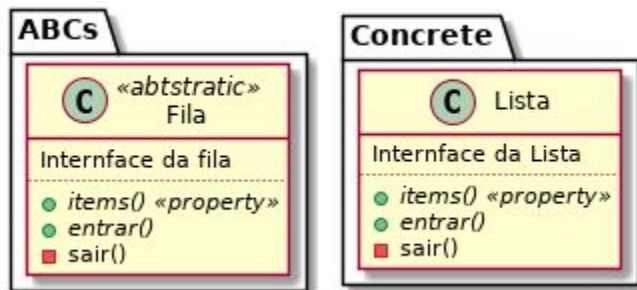 ABCs
«abtstratic»
Fila
Internface da fila
items() «property»
entrar()
sair()
Concrete
Lista
Internface da Lista
items() «property»
entrar()
sair()